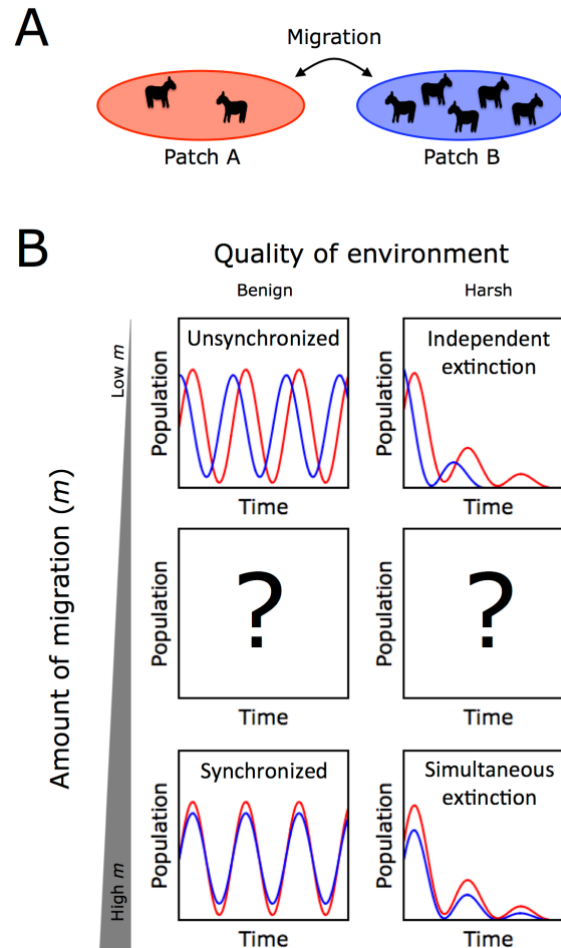 A
Migration
Patch A
Patch B
B
Quality of environment
Benign
Harsh
Amount of migration (m)
Low m
High m
Population
Unsynchronized
Time
Population
Independent
extinction
Time
Population
?
Time
Population
?
Time
Population
Synchronized
Time
Population
Simultaneous
extinction
Time